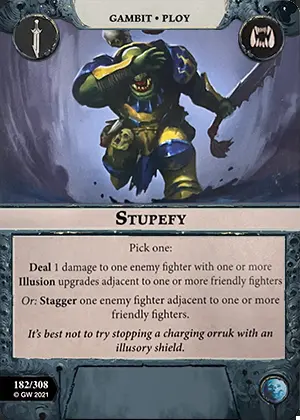 GAMBIT • PLOY
STUPEFY
Pick one:
Deal 1 damage to one enemy fighter with one or more
Illusion upgrades adjacent to one or more friendly fighters
Or: Stagger one enemy fighter adjacent to one or more
friendly fighters.
It's best not to try stopping a charging orruk with an
illusory shield.
182/308
© GW 2021